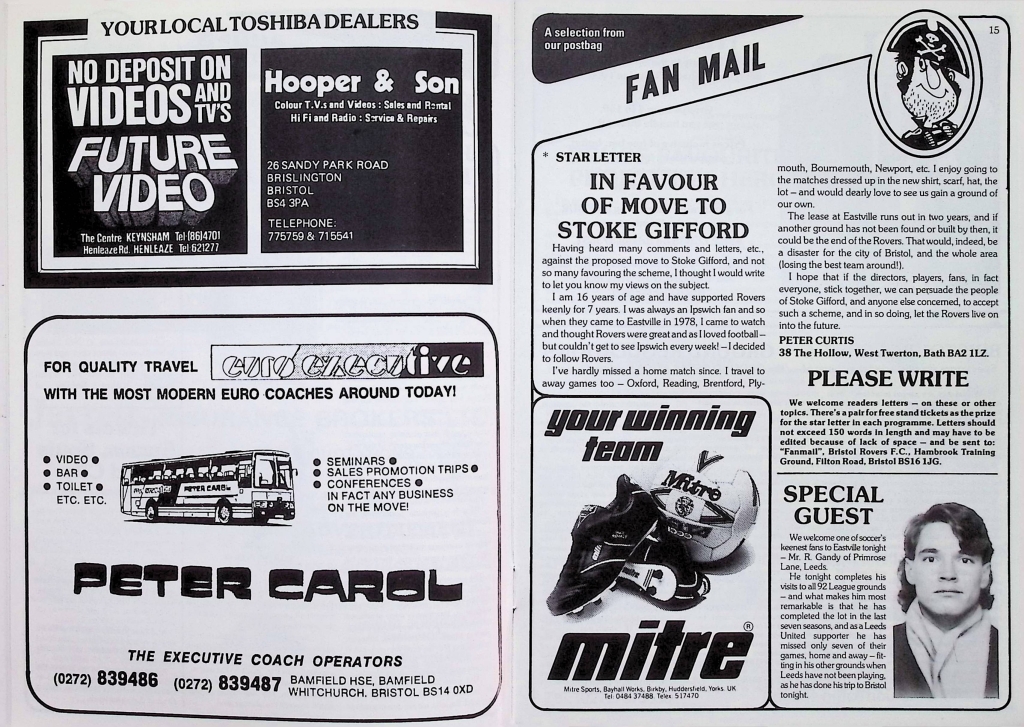 YOUR LOCAL TOSHIBA DEALERS
NO DEPOSIT ON
VIDEOS AND
TV'S
FUTURE
VIDEO
The Centre KEYNSHAM Tel (86)4701
Henleaze Rd. HENLEAZE Tel 621277
Hooper & Son
Colour T.V.s and Videos : Sales and Rental
Hi Fi and Radio : Service & Repairs
26 SANDY PARK ROAD
BRISLINGTON
BRISTOL
BS4 3PA
TELEPHONE:
775759 & 715541
FOR QUALITY TRAVEL euro executive
WITH THE MOST MODERN EURO COACHES AROUND TODAY!
● VIDEO ●
● BAR ●
● TOILET ●
ETC. ETC.
PETER CAROL
● SEMINARS ●
● SALES PROMOTION TRIPS ●
● CONFERENCES ●
IN FACT ANY BUSINESS
ON THE MOVE!
PETER CAROL
THE EXECUTIVE COACH OPERATORS
(0272) 839486 (0272) 839487 BAMFIELD HSE, BAMFIELD
WHITCHURCH, BRISTOL BS14 0XD
A selection from
our postbag
FAN MAIL
15
* STAR LETTER
IN FAVOUR
OF MOVE TO
STOKE GIFFORD
Having heard many comments and letters, etc.,
against the proposed move to Stoke Gifford, and not
so many favouring the scheme, I thought I would write
to let you know my views on the subject.
I am 16 years of age and have supported Rovers
keenly for 7 years. I was always an Ipswich fan and so
when they came to Eastville in 1978, I came to watch
and thought Rovers were great and as I loved football –
but couldn't get to see Ipswich every week! – I decided
to follow Rovers.
I've hardly missed a home match since. I travel to
away games too – Oxford, Reading, Brentford, Ply-
mouth, Bournemouth, Newport, etc. I enjoy going to
the matches dressed up in the new shirt, scarf, hat, the
lot – and would dearly love to see us gain a ground of
our own.
The lease at Eastville runs out in two years, and if
another ground has not been found or built by then, it
could be the end of the Rovers. That would, indeed, be
a disaster for the city of Bristol, and the whole area
(losing the best team around!).
I hope that if the directors, players, fans, in fact
everyone, stick together, we can persuade the people
of Stoke Gifford, and anyone else concerned, to accept
such a scheme, and in so doing, let the Rovers live on
into the future.
PETER CURTIS
38 The Hollow, West Twerton, Bath BA2 1LZ.
PLEASE WRITE
We welcome readers letters – on these or other
topics. There's a pair for free stand tickets as the prize
for the star letter in each programme. Letters should
not exceed 150 words in length and may have to be
edited because of lack of space – and be sent to:
"Fanmail", Bristol Rovers F.C., Hambrook Training
Ground, Filton Road, Bristol BS16 1JG.
your winning
team
Mitre
mitre®
Mitre Sports, Bayhall Works, Birkby, Huddersfield, Yorks. UK
Tel: 0484 37488. Telex 517470
SPECIAL
GUEST
We welcome one of soccer's
keenest fans to Eastville tonight
– Mr. R. Gandy of Primrose
Lane, Leeds.
He tonight completes his
visits to all 92 League grounds
– and what makes him most
remarkable is that he has
completed the lot in the last
seven seasons, and as a Leeds
United supporter he has
missed only seven of their
games, home and away – fit-
ting in his other grounds when
Leeds have not been playing,
as he has done his trip to Bristol
tonight.